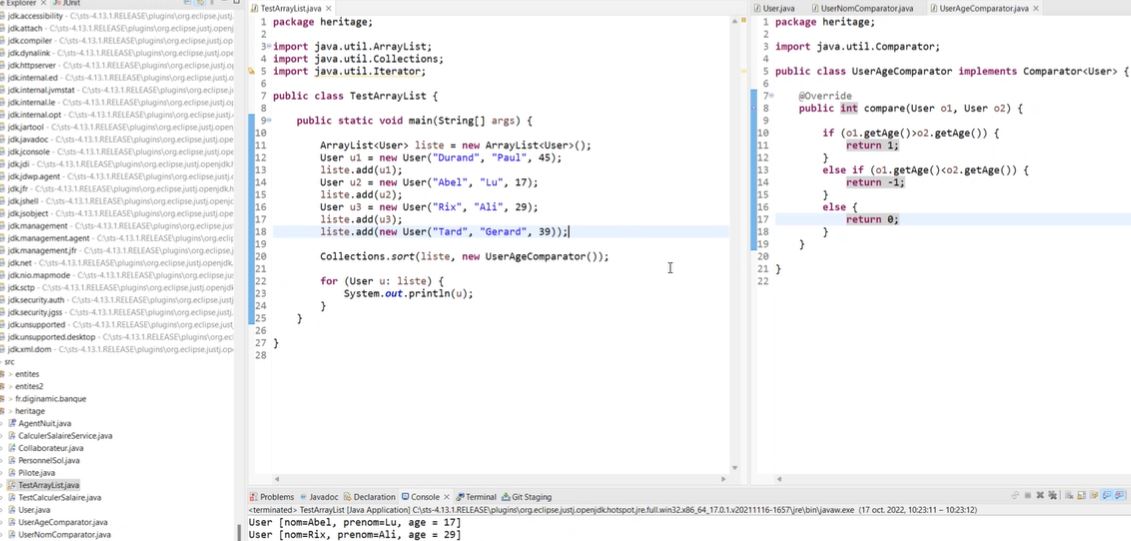 Explorer × JUnit
jdk.accessibility - C:\sts-4.13.1.RELEASE\plugins\org.eclipse.justj.open
jdk.attach - C:\sts-4.13.1.RELEASE\plugins\org.eclipse.justj.openjdk.ho
jdk.compiler - C:\sts-4.13.1.RELEASE\plugins\org.eclipse.justj.openjdk
jdk.dynalink - C:\sts-4.13.1.RELEASE\plugins\org.eclipse.justj.openjdk
jdk.httpserver - C:\sts-4.13.1.RELEASE\plugins\org.eclipse.justj.openj
jdk.internal.ed - C:\sts-4.13.1.RELEASE\plugins\org.eclipse.justj.open
jdk.internal.jvmstat - C:\sts-4.13.1.RELEASE\plugins\org.eclipse.justj.
jdk.internal.le - C:\sts-4.13.1.RELEASE\plugins\org.eclipse.justj.open
jdk.internal.opt - C:\sts-4.13.1.RELEASE\plugins\org.eclipse.justj.ope
jdk.jartool - C:\sts-4.13.1.RELEASE\plugins\org.eclipse.justj.openjdk.h
jdk.javadoc - C:\sts-4.13.1.RELEASE\plugins\org.eclipse.justj.openjdk.
jdk.jconsole - C:\sts-4.13.1.RELEASE\plugins\org.eclipse.justj.openjdk
jdk.jdi - C:\sts-4.13.1.RELEASE\plugins\org.eclipse.justj.openjdk.hots
jdk.jdwp.agent - C:\sts-4.13.1.RELEASE\plugins\org.eclipse.justj.open
jdk.jfr - C:\sts-4.13.1.RELEASE\plugins\org.eclipse.justj.openjdk.hots
jdk.jshell - C:\sts-4.13.1.RELEASE\plugins\org.eclipse.justj.openjdk.ho
jdk.jsobject - C:\sts-4.13.1.RELEASE\plugins\org.eclipse.justj.openjdk
jdk.management - C:\sts-4.13.1.RELEASE\plugins\org.eclipse.justj.op
jdk.management.agent - C:\sts-4.13.1.RELEASE\plugins\org.eclipse.
jdk.management.jfr - C:\sts-4.13.1.RELEASE\plugins\org.eclipse.just
jdk.net - C:\sts-4.13.1.RELEASE\plugins\org.eclipse.justj.openjdk.hot
jdk.nio.mapmode - C:\sts-4.13.1.RELEASE\plugins\org.eclipse.justj.o
jdk.sctp - C:\sts-4.13.1.RELEASE\plugins\org.eclipse.justj.openjdk.hot
jdk.security.auth - C:\sts-4.13.1.RELEASE\plugins\org.eclipse.justj.op
jdk.security.jgss - C:\sts-4.13.1.RELEASE\plugins\org.eclipse.justj.ope
jdk.unsupported - C:\sts-4.13.1.RELEASE\plugins\org.eclipse.justj.op
jdk.unsupported.desktop - C:\sts-4.13.1.RELEASE\plugins\org.ecli
jdk.xml.dom - C:\sts-4.13.1.RELEASE\plugins\org.eclipse.justj.open
src
entites
entites2
fr.diginamic.banque
heritage
AgentNuit.java
CalculerSalaireService.java
Collaborateur.java
PersonnelSol.java
Pilote.java
TestArrayList.java
TestCalculerSalaire.java
User.java
UserAgeComparator.java
UserNomComparator.java
TestArrayList.java ×
1 package heritage;
2
3 import java.util.ArrayList;
4 import java.util.Collections;
5 import java.util.Iterator;
6
7 public class TestArrayList {
8
9 public static void main(String[] args) {
10
11 ArrayList<User> liste = new ArrayList<User>();
12 User u1 = new User("Durand", "Paul", 45);
13 liste.add(u1);
14 User u2 = new User("Abel", "Lu", 17);
15 liste.add(u2);
16 User u3 = new User("Rix", "Ali", 29);
17 liste.add(u3);
18 liste.add(new User("Tard", "Gerard", 39));
19
20 Collections.sort(liste, new UserAgeComparator());
21
22 for (User u: liste) {
23 System.out.println(u);
24 }
25 }
26
27 }
28
User.java UserNomComparator.java UserAgeComparator.java ×
1 package heritage;
2
3 import java.util.Comparator;
4
5 public class UserAgeComparator implements Comparator<User> {
6
7 @Override
8 public int compare(User o1, User o2) {
9
10 if (o1.getAge()>o2.getAge()) {
11 return 1;
12 }
13 else if (o1.getAge()<o2.getAge()) {
14 return -1;
15 }
16 else {
17 return 0;
18 }
19 }
20
21 }
22
Problems Javadoc Declaration Console × Terminal Git Staging
<terminated> TestArrayList [Java Application] C:\sts-4.13.1.RELEASE\plugins\org.eclipse.justj.openjdk.hotspot.jre.full.win32.x86_64_17.0.1.v20211116-1657\jre\bin\javaw.exe (17 oct. 2022, 10:23:11 – 10:23:12)
User [nom=Abel, prenom=Lu, age = 17]
User [nom=Rix, prenom=Ali, age = 29]